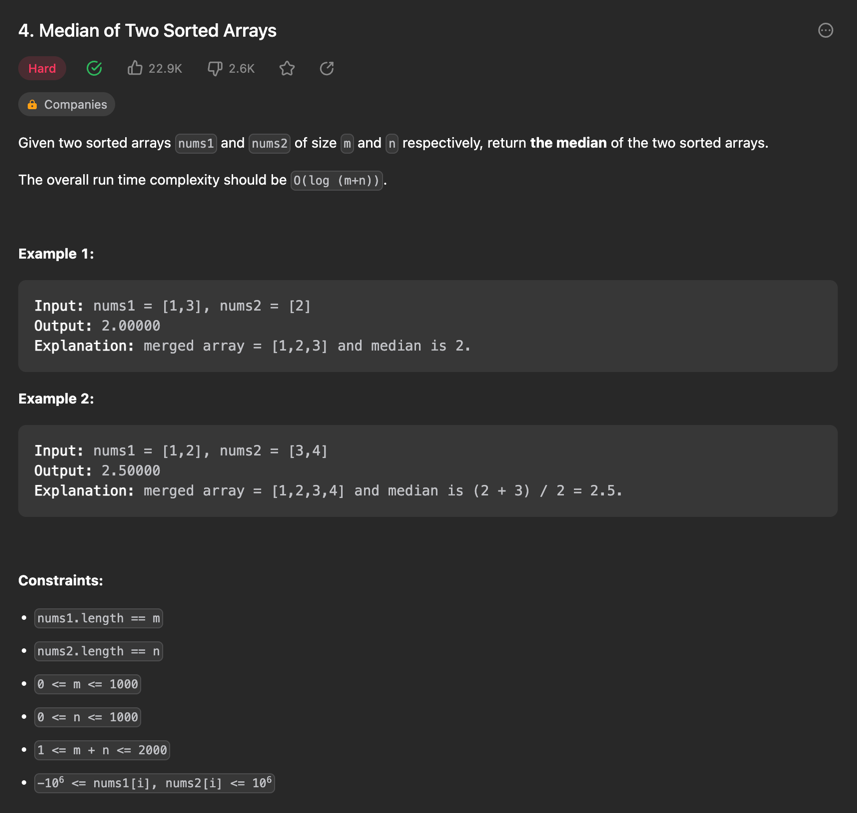 4. Median of Two Sorted Arrays
Hard 22.9K 2.6K
Companies
Given two sorted arrays nums1 and nums2 of size m and n respectively, return the median of the two sorted arrays.
The overall run time complexity should be O(log (m+n)).
Example 1:
Input: nums1 = [1,3], nums2 = [2]
Output: 2.00000
Explanation: merged array = [1,2,3] and median is 2.
Example 2:
Input: nums1 = [1,2], nums2 = [3,4]
Output: 2.50000
Explanation: merged array = [1,2,3,4] and median is (2 + 3) / 2 = 2.5.
Constraints:
• nums1.length == m
• nums2.length == n
• 0 <= m <= 1000
• 0 <= n <= 1000
• 1 <= m + n <= 2000
• -10⁶ <= nums1[i], nums2[i] <= 10⁶